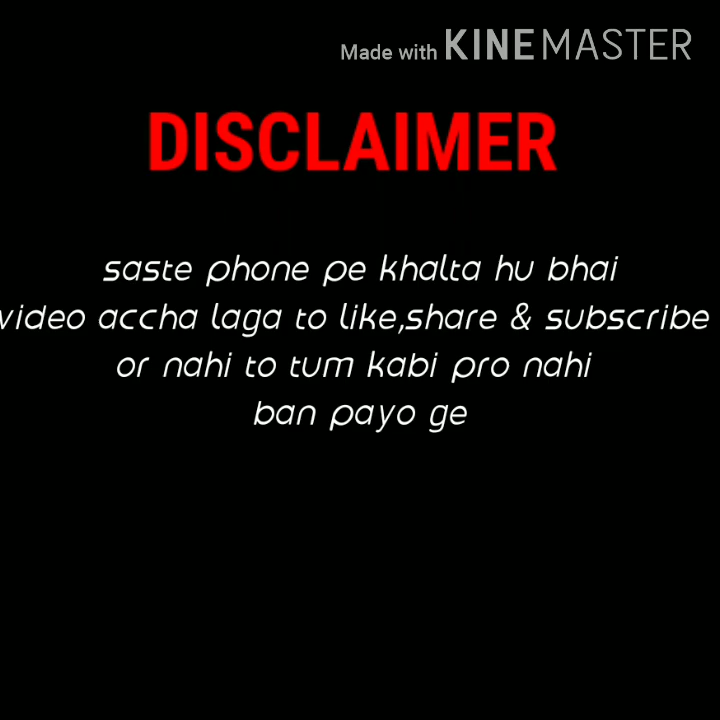 Made with KINEMASTER
DISCLAIMER
saste phone pe khalta hu bhai
video accha laga to like,share & subscribe
or nahi to tum kabi pro nahi
ban payo ge